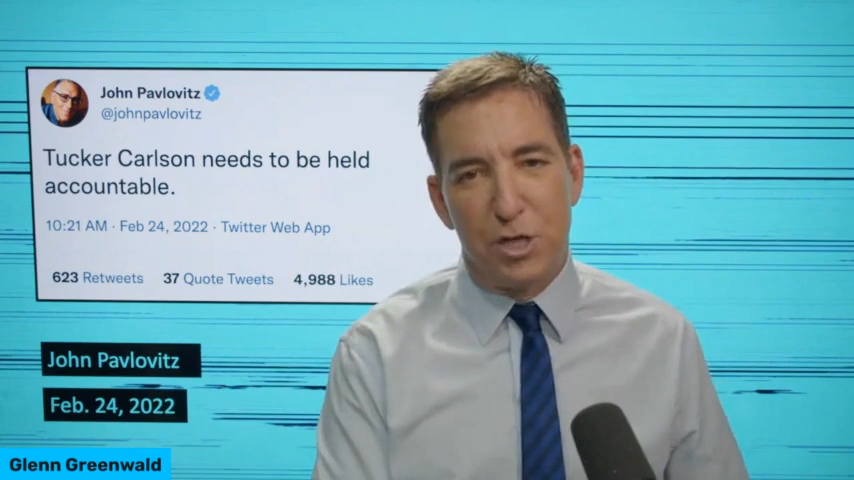 John Pavlovitz
@johnpavlovitz
Tucker Carlson needs to be held
accountable.
10:21 AM · Feb 24, 2022 · Twitter Web App
623 Retweets 37 Quote Tweets 4,988 Likes
John Pavlovitz
Feb. 24, 2022
Glenn Greenwald